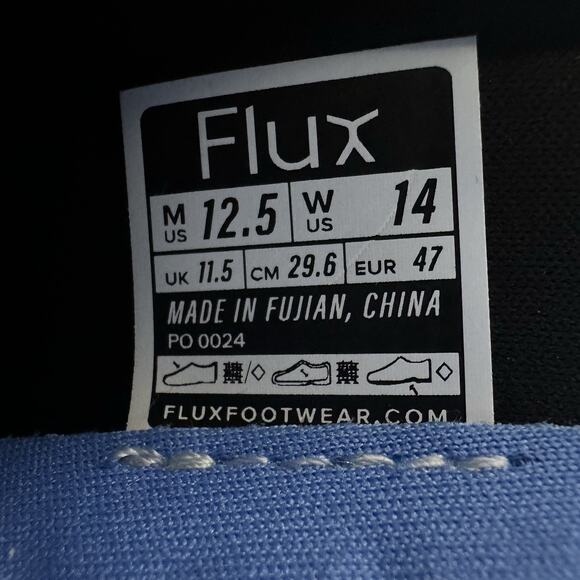 Flux
M US 12.5 W US 14
UK 11.5 CM 29.6 EUR 47
MADE IN FUJIAN, CHINA
PO 0024
FLUXFOOTWEAR.COM